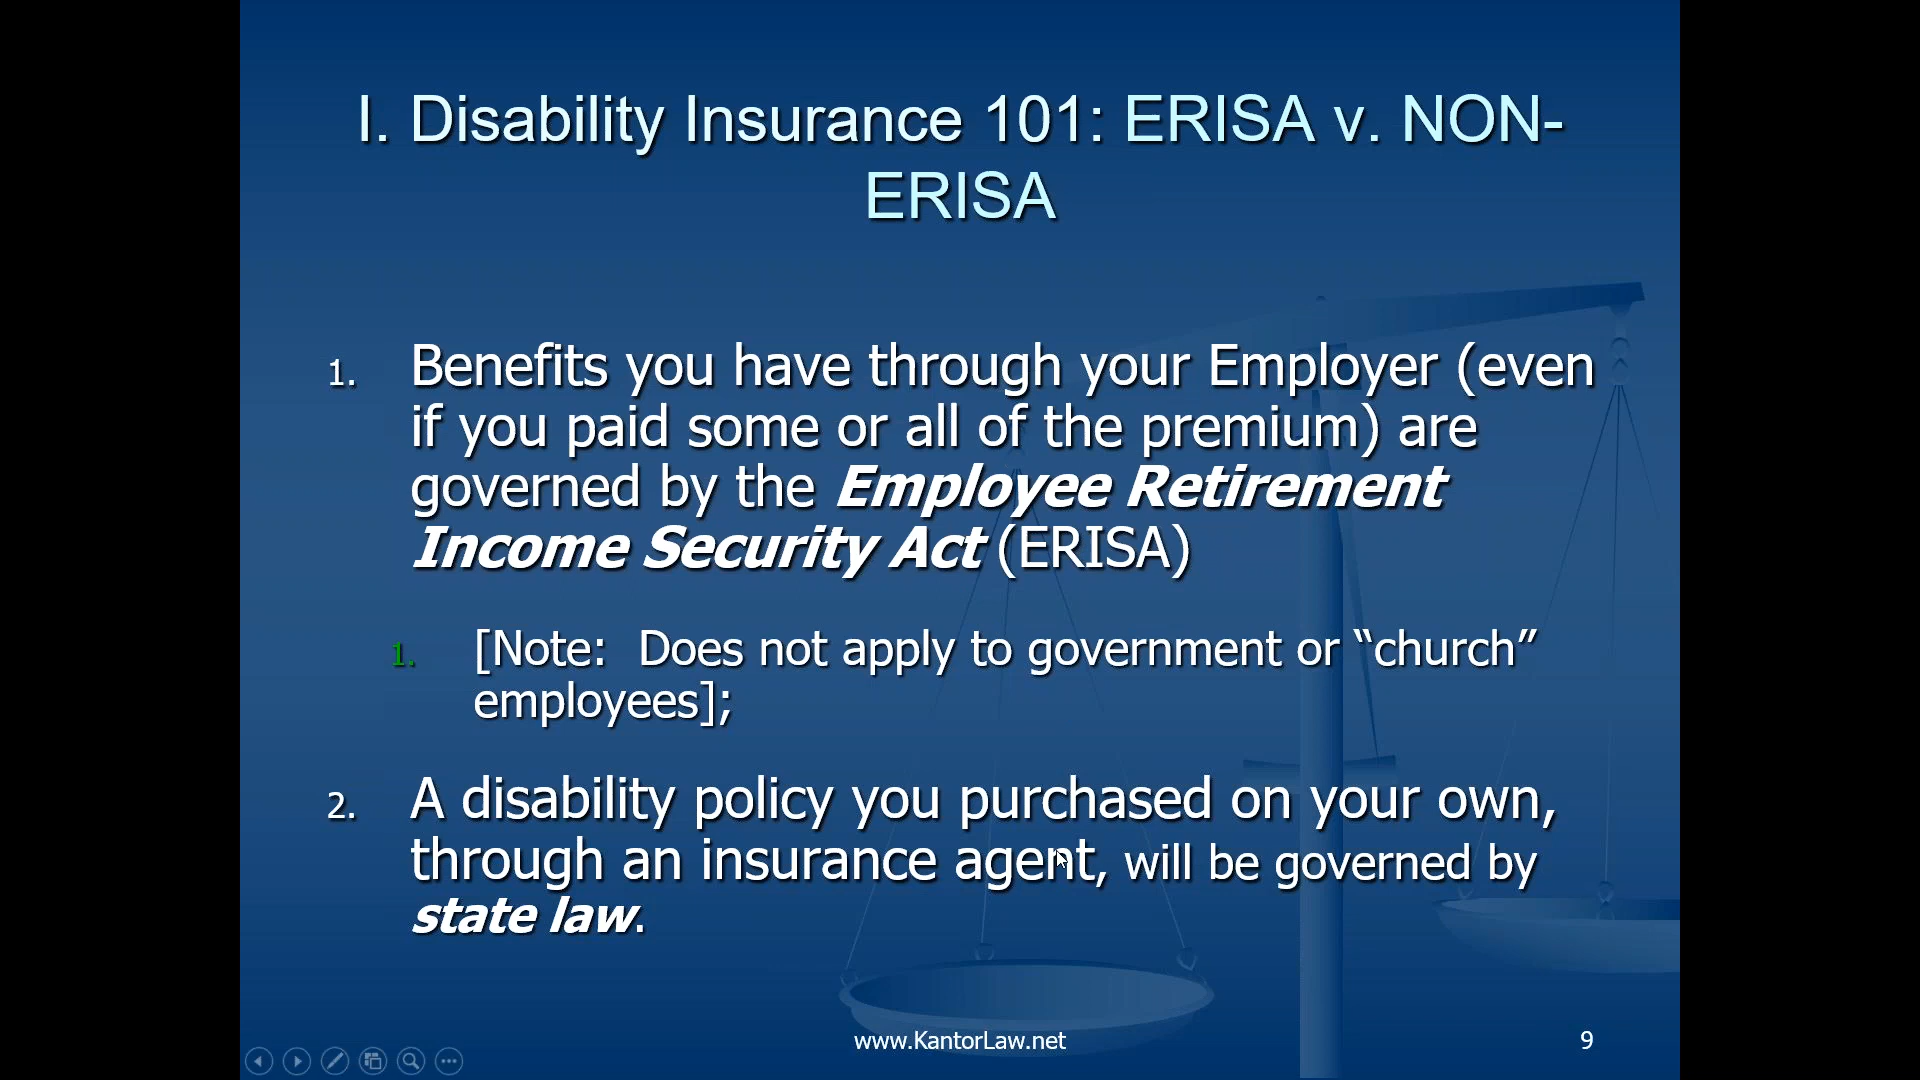 I. Disability Insurance 101: ERISA v. NON-
ERISA
1. Benefits you have through your Employer (even
if you paid some or all of the premium) are
governed by the Employee Retirement
Income Security Act (ERISA)
1. [Note:  Does not apply to government or “church”
employees];
2. A disability policy you purchased on your own,
through an insurance agent, will be governed by
state law.
www.KantorLaw.net
9